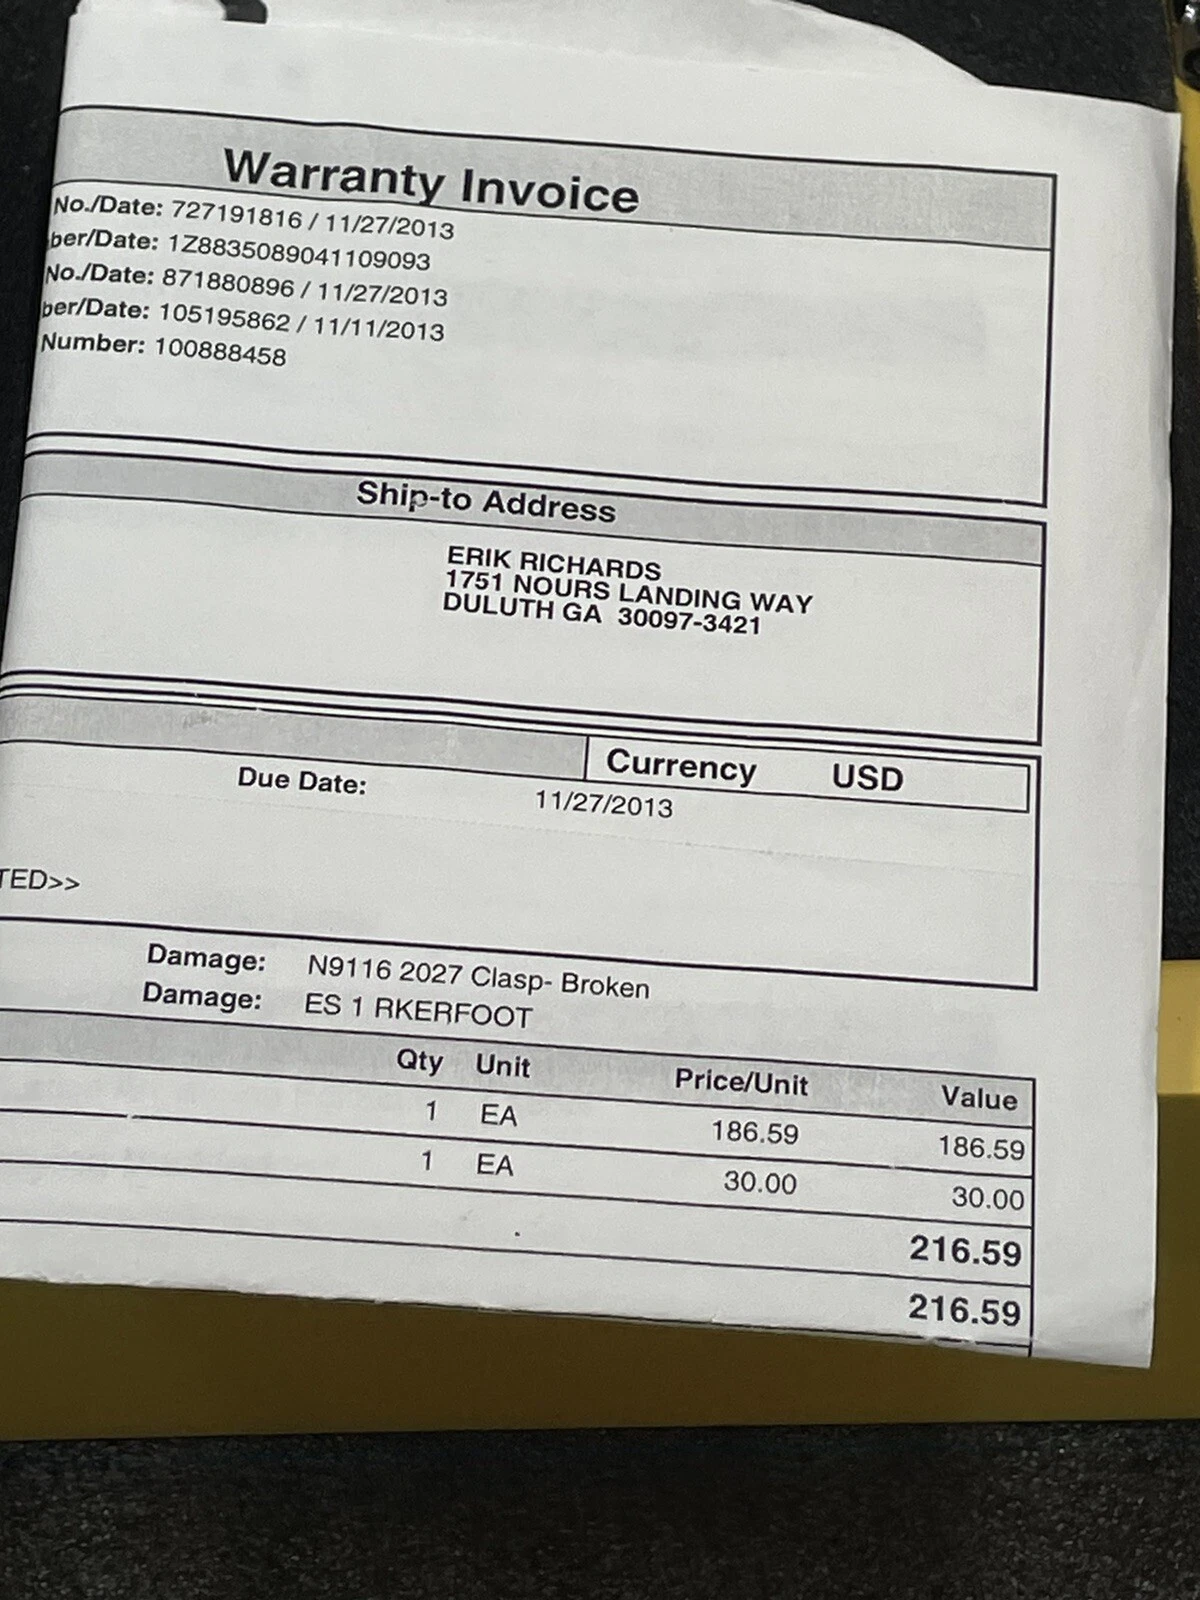 Warranty Invoice
No./Date: 727191816 / 11/27/2013
ber/Date: 1Z8835089041109093
No./Date: 871880896 / 11/27/2013
ber/Date: 105195862 / 11/11/2013
Number: 100888458
Ship-to Address
ERIK RICHARDS
1751 NOURS LANDING WAY
DULUTH GA 30097-3421
Currency USD
Due Date: 11/27/2013
TED>>
Damage: N9116 2027 Clasp- Broken
Damage: ES 1 RKERFOOT
Qty Unit Price/Unit Value
1 EA 186.59 186.59
1 EA 30.00 30.00
216.59
216.59